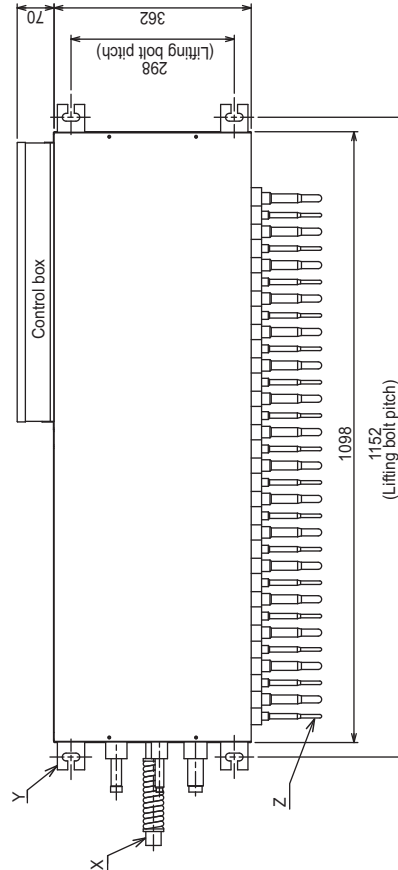 70
362
298
(Lifting bolt pitch)
Control box
1098
1152
(Lifting bolt pitch)
Y
X
Z